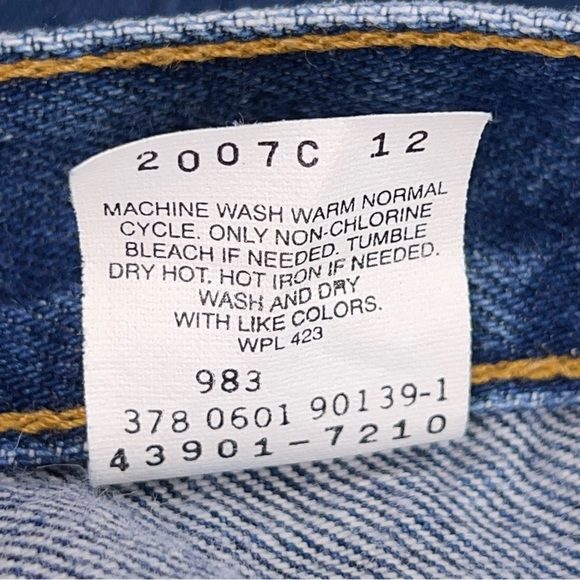 2007C 12
MACHINE WASH WARM NORMAL
CYCLE. ONLY NON-CHLORINE
BLEACH IF NEEDED. TUMBLE
DRY HOT. HOT IRON IF NEEDED.
WASH AND DRY
WITH LIKE COLORS.
WPL 423
983
378 0601 90139-1
43901-7210